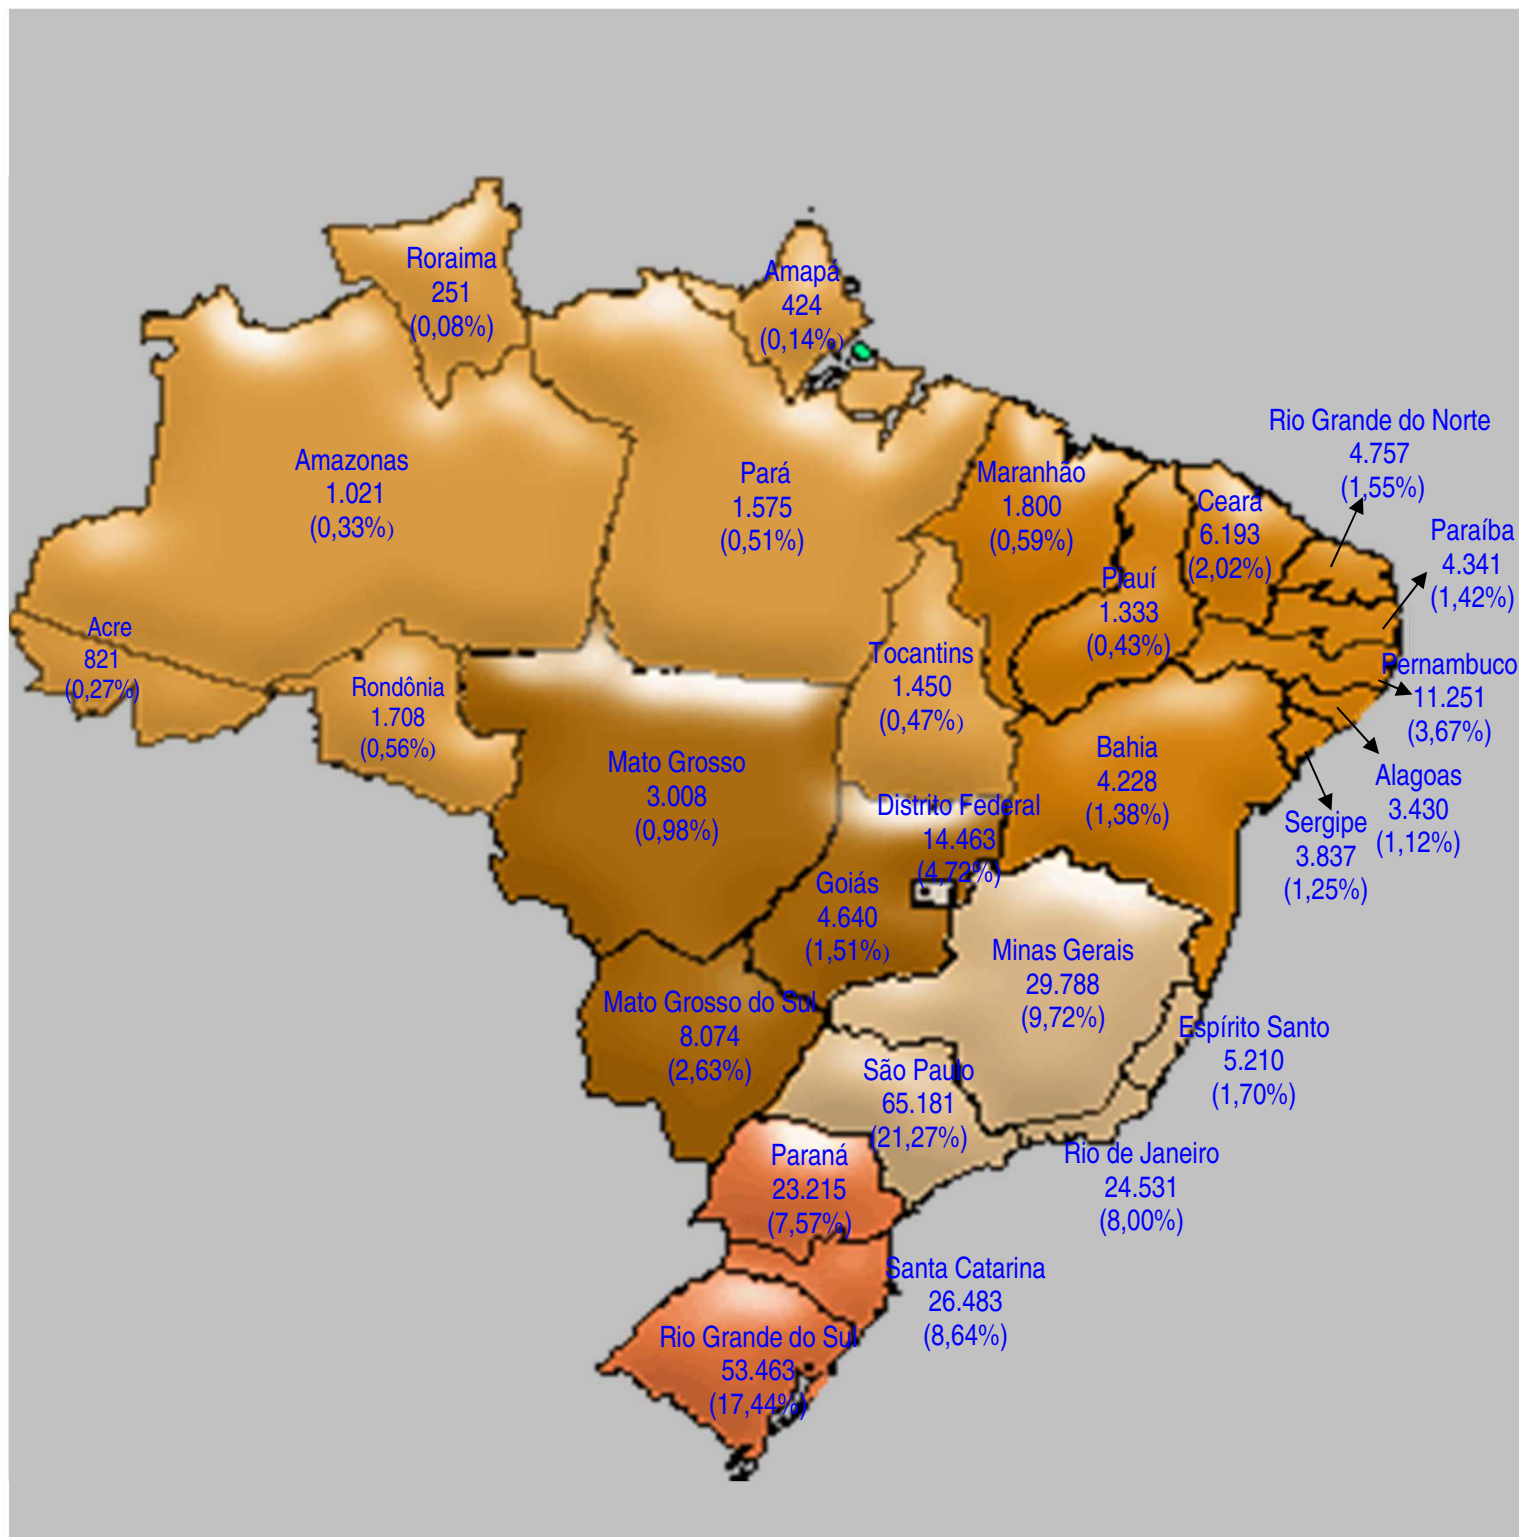 Roraima
251
(0,08%)
Amapá
424
(0,14%)
Rio Grande do Norte
4.757
(1,55%)
Amazonas
1.021
(0,33%)
Pará
1.575
(0,51%)
Maranhão
1.800
(0,59%)
Ceará
6.193
(2,02%)
Paraíba
4.341
(1,42%)
Piauí
1.333
(0,43%)
Acre
821
(0,27%)
Rondônia
1.708
(0,56%)
Tocantins
1.450
(0,47%)
Pernambuco
11.251
(3,67%)
Mato Grosso
3.008
(0,98%)
Bahia
4.228
(1,38%)
Alagoas
3.430
(1,12%)
Sergipe
3.837
(1,25%)
Distrito Federal
14.463
(4,72%)
Goiás
4.640
(1,51%)
Minas Gerais
29.788
(9,72%)
Mato Grosso do Sul
8.074
(2,63%)
Espírito Santo
5.210
(1,70%)
São Paulo
65.181
(21,27%)
Rio de Janeiro
24.531
(8,00%)
Paraná
23.215
(7,57%)
Santa Catarina
26.483
(8,64%)
Rio Grande do Sul
53.463
(17,44%)